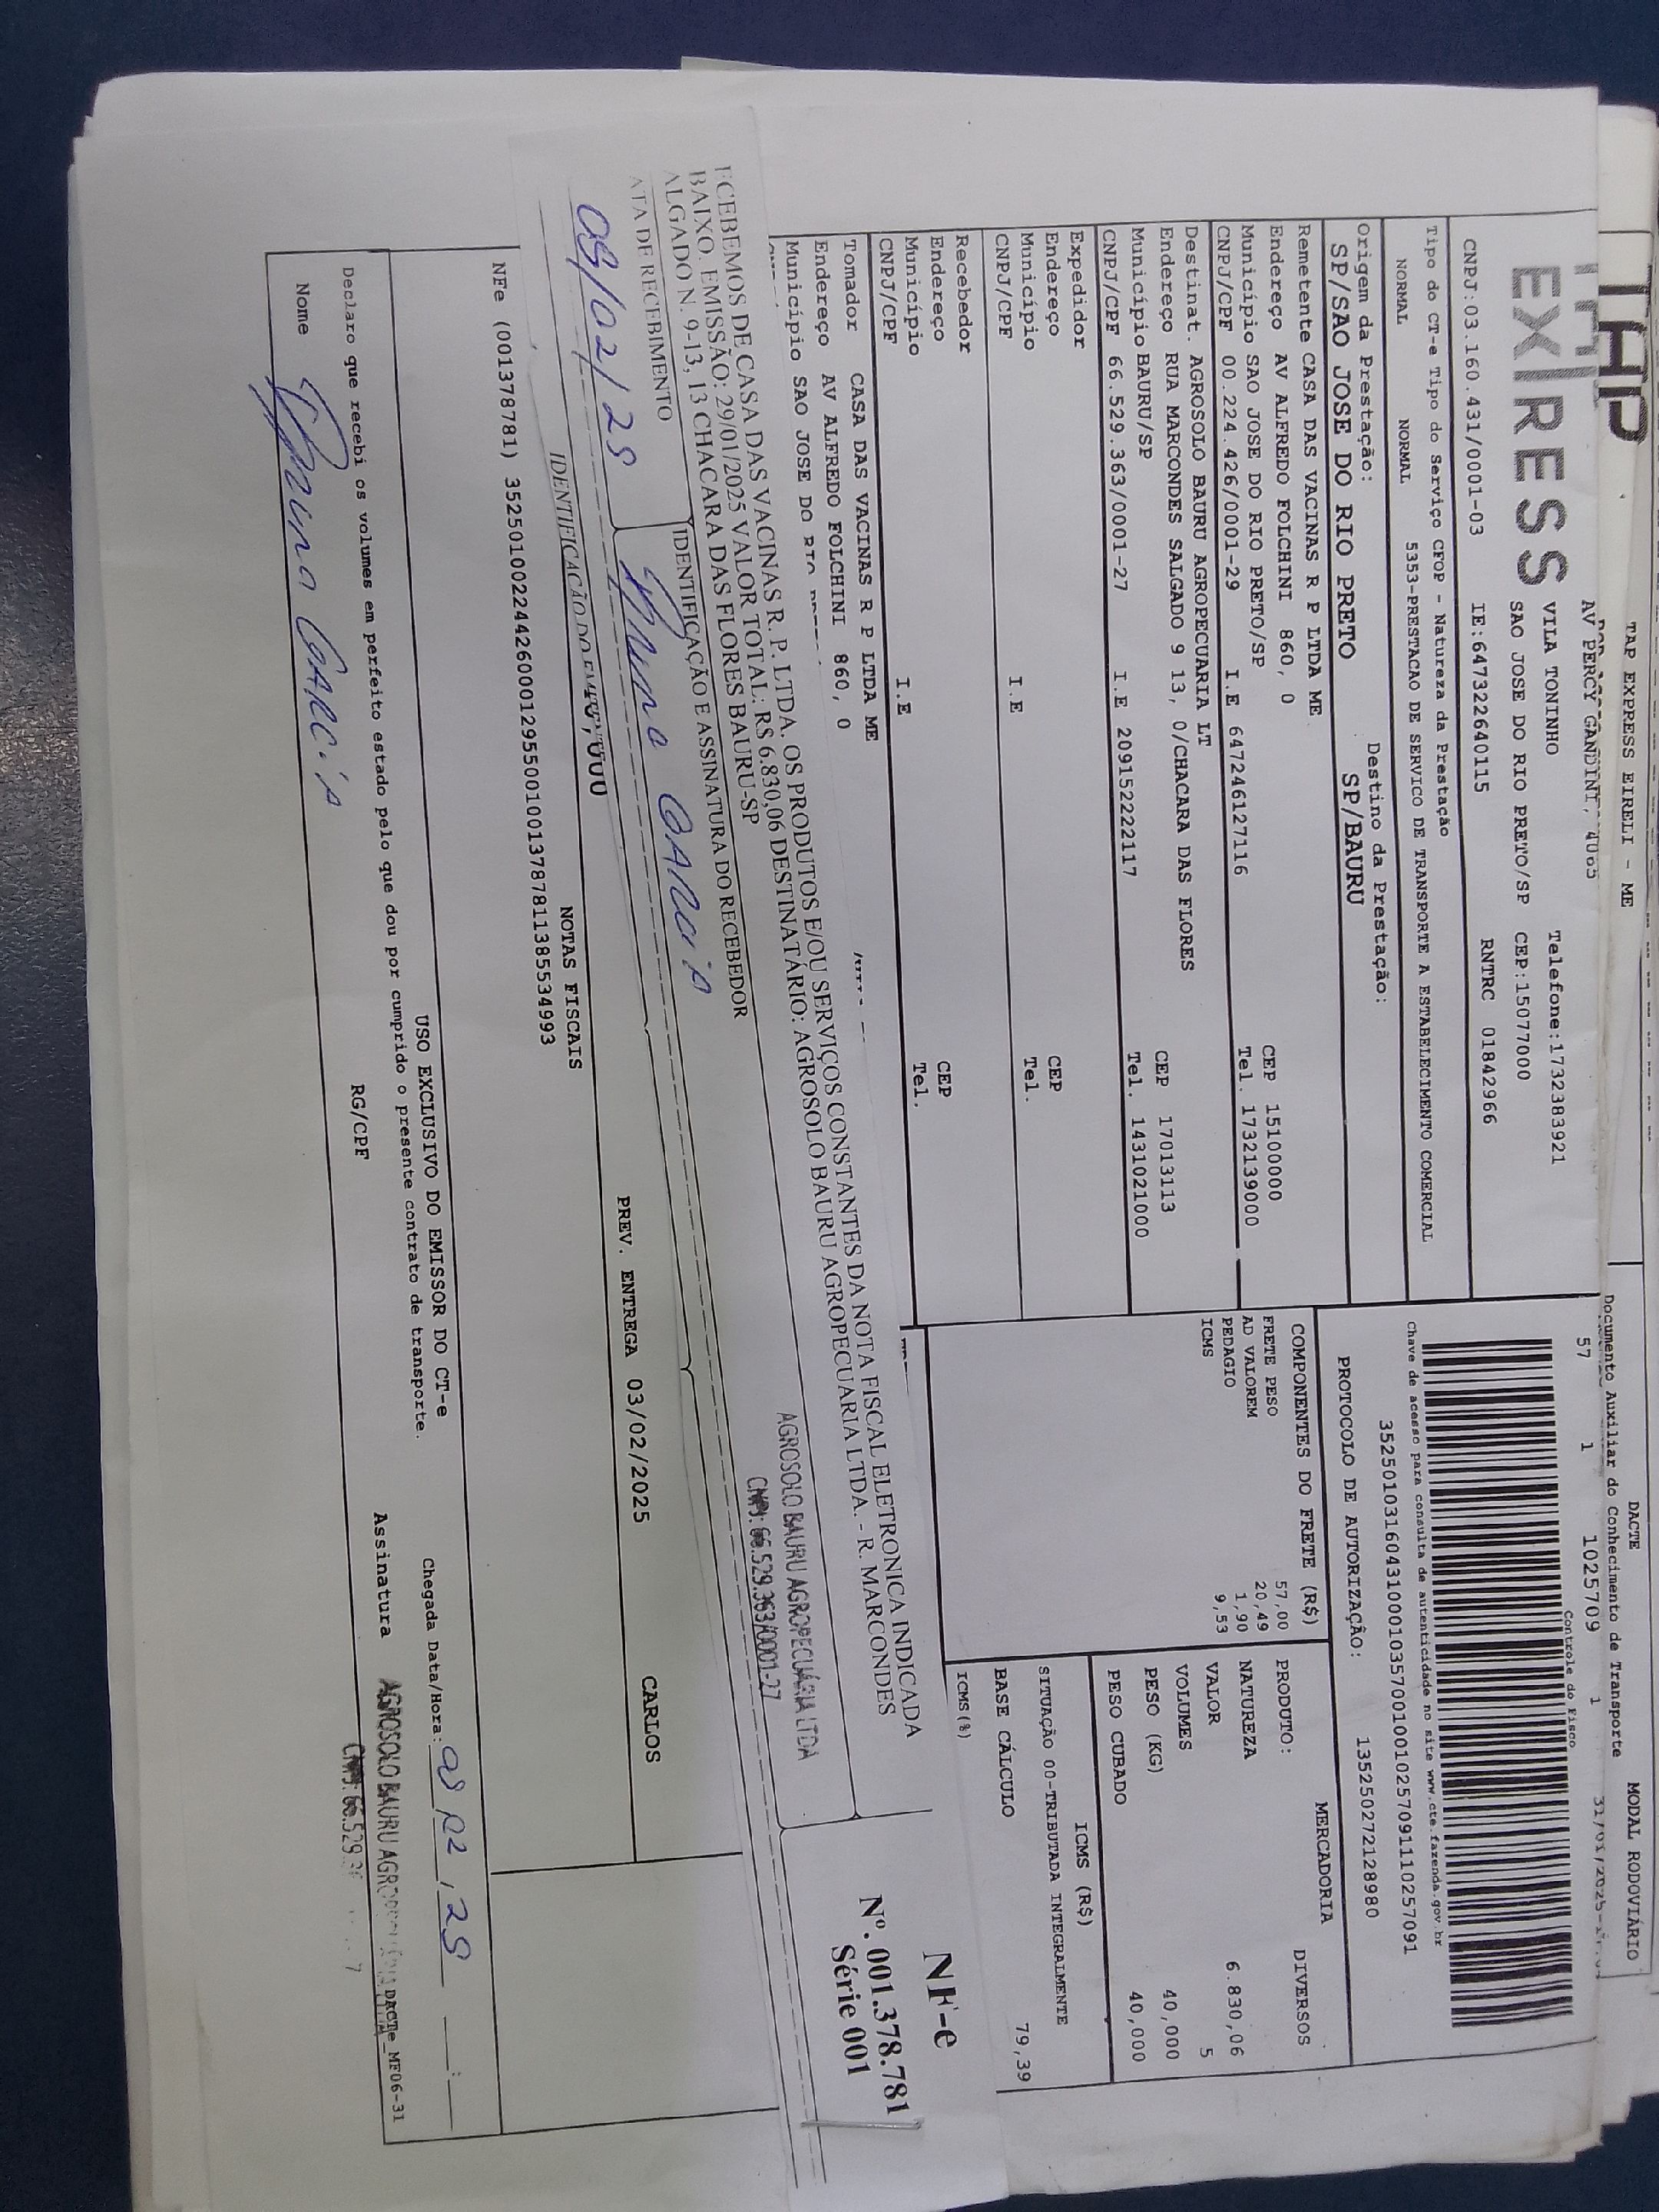 TAP EXPRESS EIRELI - ME
TAP
EXPRESS
AV PERCY GANDINI,
VILA TONINHO Telefone:1732383921
SAO JOSE DO RIO PRETO/SP CEP:15077000
CNPJ:03.160.431/0001-03 IE:647322640115 RNTRC 01842966
DACTE MODAL RODOVIÁRIO
Documento Auxiliar do Conhecimento de Transporte
57 1 1025709 1
Controle do Fisco
Chave de acesso para consulta de autenticidade no site www.cte.fazenda.gov.br
35250103160431000103570010010257091110257091
PROTOCOLO DE AUTORIZAÇÃO: 135250272128980
Tipo do CT-e Tipo do Serviço CFOP - Natureza da Prestação
NORMAL NORMAL 5353-PRESTACAO DE SERVICO DE TRANSPORTE A ESTABELECIMENTO COMERCIAL
Origem da Prestação: Destino da Prestação:
SP/SAO JOSE DO RIO PRETO SP/BAURU
Remetente CASA DAS VACINAS R P LTDA ME
Endereço AV ALFREDO FOLCHINI 860, 0 CEP 15100000
Município SAO JOSE DO RIO PRETO/SP Tel. 1732139000
CNPJ/CPF 00.224.426/0001-29 I.E 647246127116
Destinat. AGROSOLO BAURU AGROPECUARIA LT
Endereço RUA MARCONDES SALGADO 9 13, 0/CHACARA DAS FLORES CEP 17013113
Município BAURU/SP Tel. 1431021000
CNPJ/CPF 66.529.363/0001-27 I.E 209152222117
Expedidor
Endereço CEP
Município Tel.
CNPJ/CPF I.E
Recebedor
Endereço CEP
Município Tel.
CNPJ/CPF I.E
Tomador CASA DAS VACINAS R P LTDA ME
Endereço AV ALFREDO FOLCHINI 860, 0
Município SAO JOSE DO RIO
COMPONENTES DO FRETE (R$)
FRETE PESO 57,00
AD VALOREM 20,49
PEDAGIO 1,90
ICMS 9,53
MERCADORIA
PRODUTO: DIVERSOS
NATUREZA
VALOR 6.830,06
VOLUMES 5
PESO (KG) 40,000
PESO CUBADO 40,000
ICMS (R$)
SITUAÇÃO 00-TRIBUTADA INTEGRALMENTE
BASE CÁLCULO 79,39
ICMS(%)
ECEBEMOS DE CASA DAS VACINAS R. P. LTDA. OS PRODUTOS E/OU SERVIÇOS CONSTANTES DA NOTA FISCAL ELETRONICA INDICADA
BAIXO. EMISSÃO: 29/01/2025 VALOR TOTAL: R$ 6.830,06 DESTINATÁRIO: AGROSOLO BAURU AGROPECUARIA LTDA. - R. MARCONDES
ALGADO N. 9-13, 13 CHACARA DAS FLORES BAURU-SP
ATA DE RECEBIMENTO IDENTIFICAÇÃO E ASSINATURA DO RECEBEDOR
NF-e
Nº. 001.378.781
Série 001
AGROSOLO BAURU AGROPECUÁRIA LTDA
CNPJ: 66.529.363/0001-27
/02/25 GARCIA
IDENTIFICAÇÃO DO
PREV. ENTREGA 03/02/2025 CARLOS
NOTAS FISCAIS
NFe (001378781) 35250100224426000129550010013787811385534993
USO EXCLUSIVO DO EMISSOR DO CT-e
Declaro que recebi os volumes em perfeito estado pelo que dou por cumprido o presente contrato de transporte.
Chegada Data/Hora:
Nome GARCIA RG/CPF Assinatura
AGROSOLO BAURU
CNPJ: 66.529.36
DACTe_MF06-31